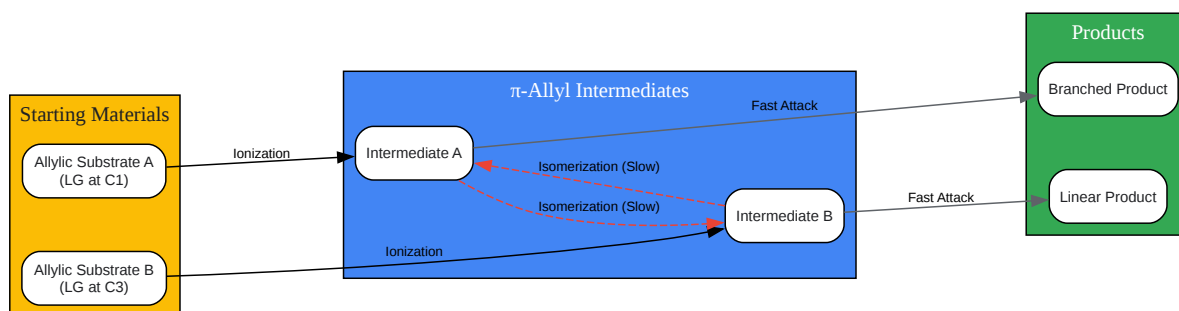 Starting Materials
Allylic Substrate A
(LG at C1)
Allylic Substrate B
(LG at C3)
Ionization
Ionization
π-Allyl Intermediates
Intermediate A
Isomerization (Slow)
Isomerization (Slow)
Intermediate B
Fast Attack
Fast Attack
Products
Branched Product
Linear Product